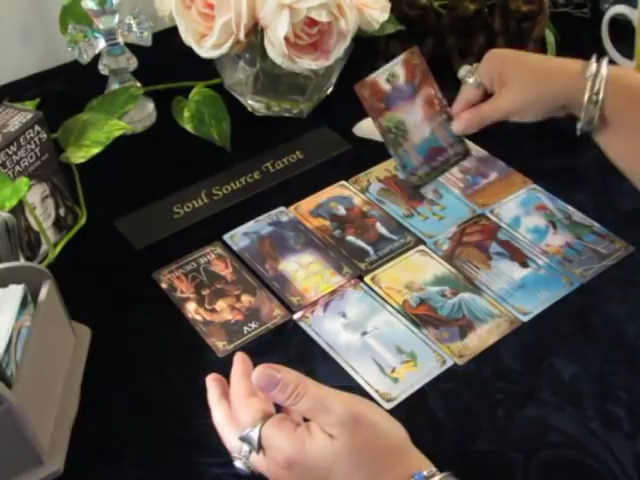 NEW ERA
ELEMENTS
TAROT
Soul Source Tarot
THE DEVIL
XV